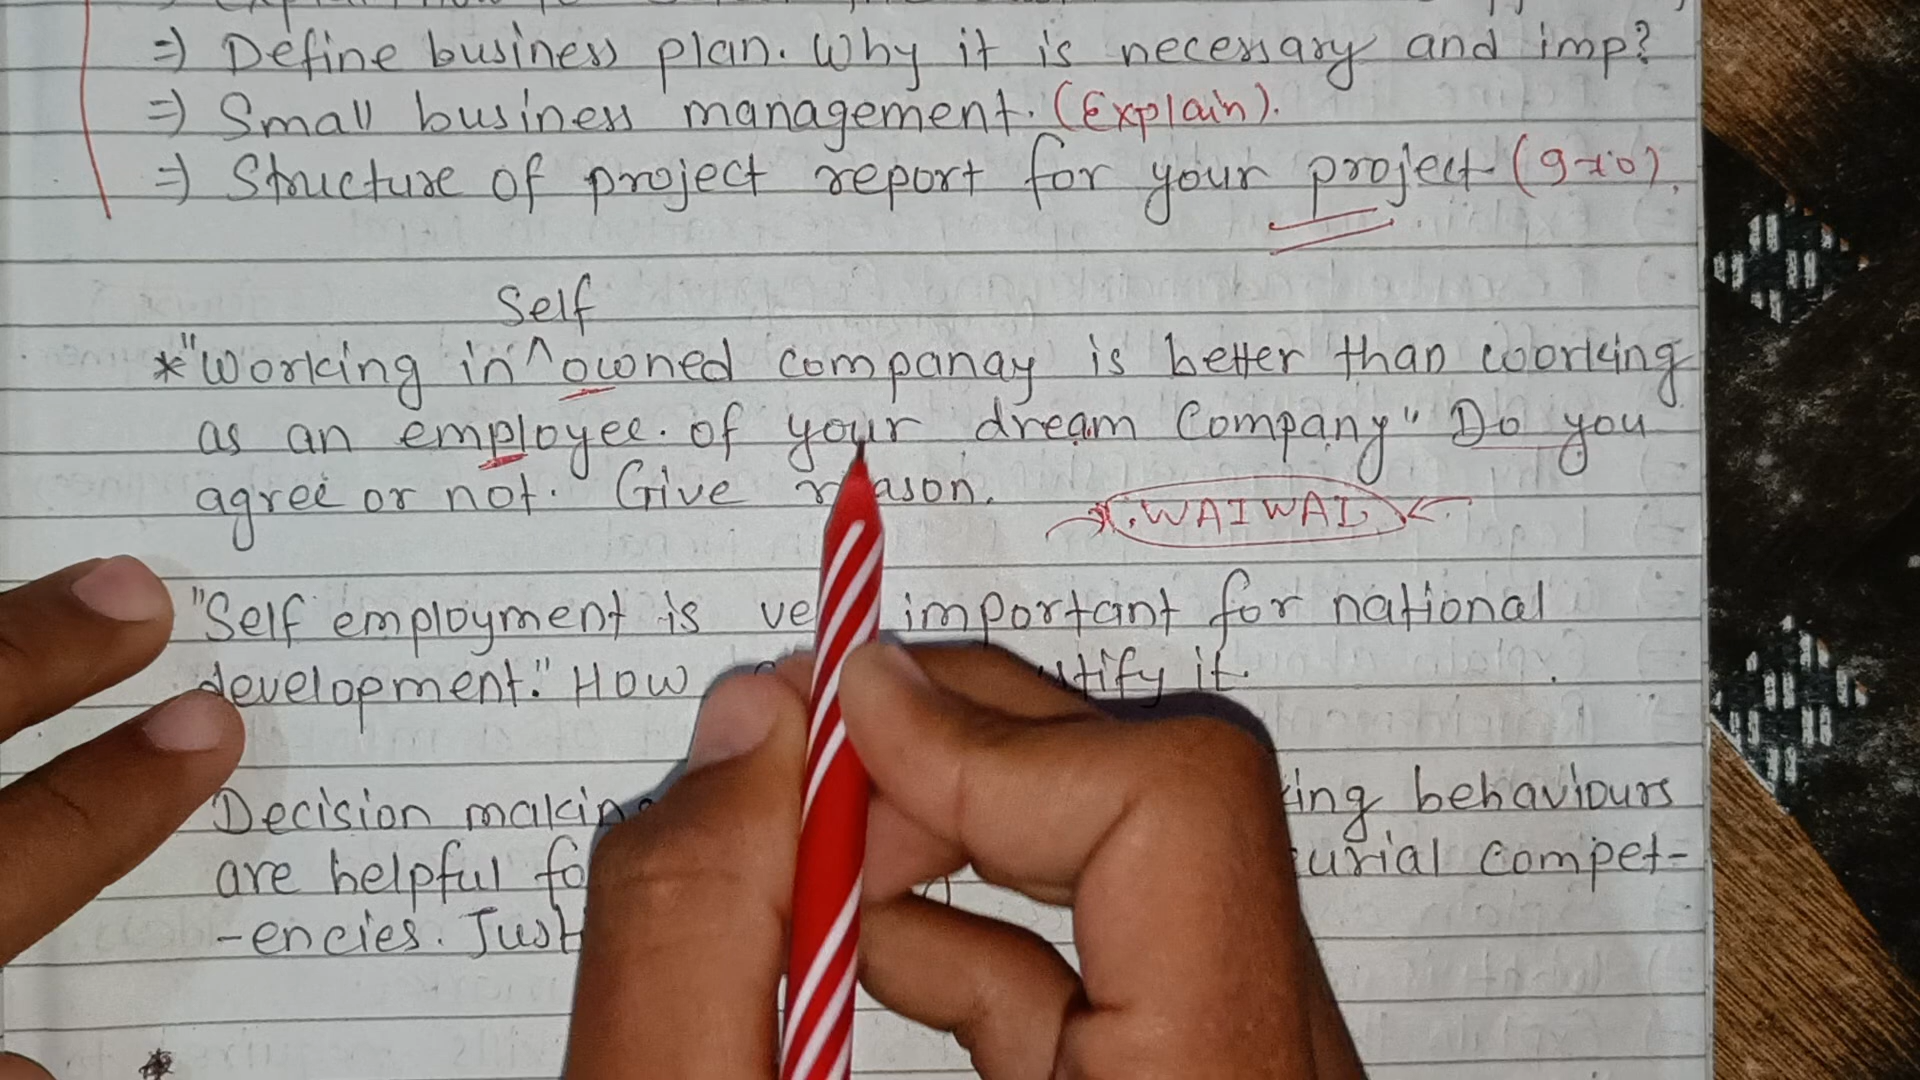 =) Define business plan. Why it is necessary and imp?
=) Small business management. (Explain).
=) Structure of project report for your project
Self
*"Working in ^ owned companay is better than working
as an employee. of your dream Company" Do you
agree or not. Give reason.
WAIWAI
"Self employment is important for national
development." How it.
Decision behaviours
are helpful compet-
-encies.